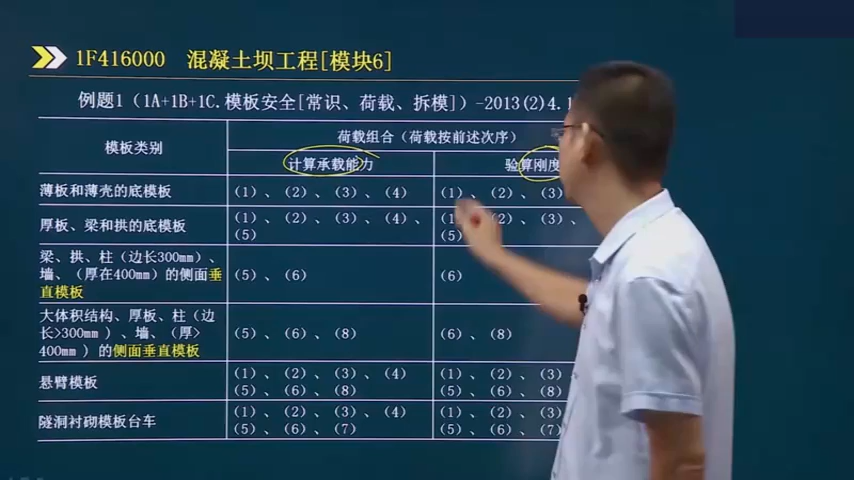 1F416000 混凝土坝工程[模块6]
例题1（1A+1B+1C.模板安全[常识、荷载、拆模]）-2013(2)4.1
模板类别
荷载组合（荷载按前述次序）
计算承载能力
验算刚度
薄板和薄壳的底模板
(1)、(2)、(3)、(4)
(1)、(2)、(3)
厚板、梁和拱的底模板
(1)、(2)、(3)、(4)、
(5)
(1)、(2)、(3)、
(5)
梁、拱、柱（边长300mm）、
墙、（厚在400mm）的侧面垂
直模板
(5)、(6)
(6)
大体积结构、厚板、柱（边
长>300mm）、墙、（厚>
400mm）的侧面垂直模板
(5)、(6)、(8)
(6)、(8)
悬臂模板
(1)、(2)、(3)、(4)
(5)、(6)、(8)
(1)、(2)、(3)
(5)、(6)、(8)
隧洞衬砌模板台车
(1)、(2)、(3)、(4)
(5)、(6)、(7)
(1)、(2)、(3)
(5)、(6)、(7)